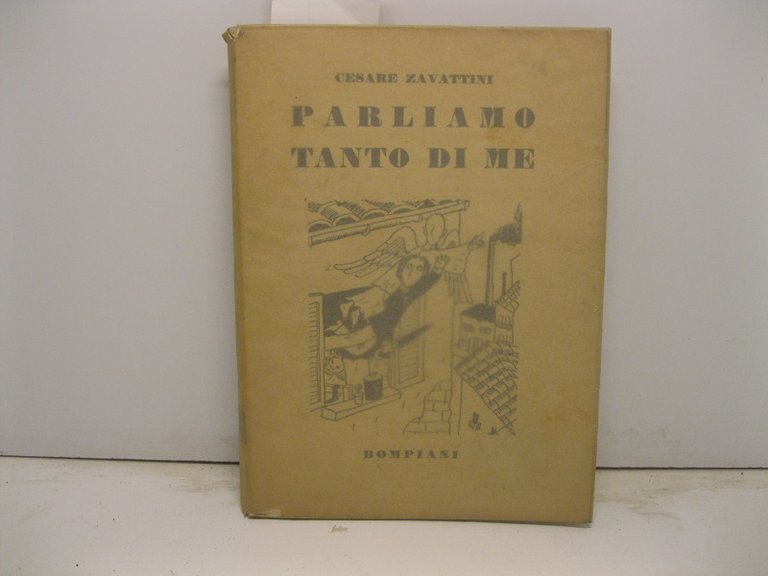 CESARE ZAVATTINI
PARLIAMO
TANTO DI ME
BOMPIANI